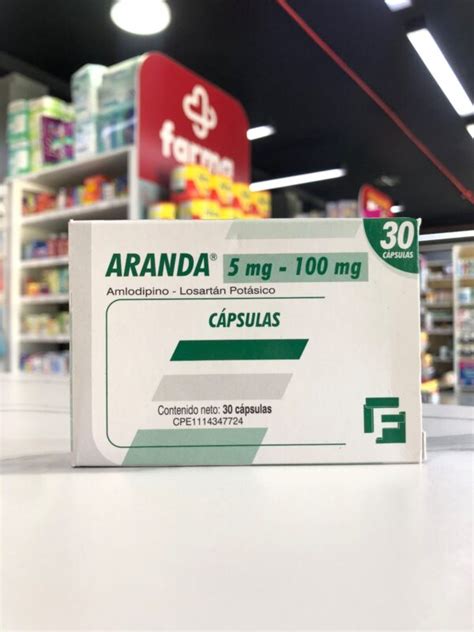 farma
30
CÁPSULAS
ARANDA® 5 mg - 100 mg
Amlodipino - Losartán Potásico
CÁPSULAS
Contenido neto: 30 cápsulas
CPE1114347724